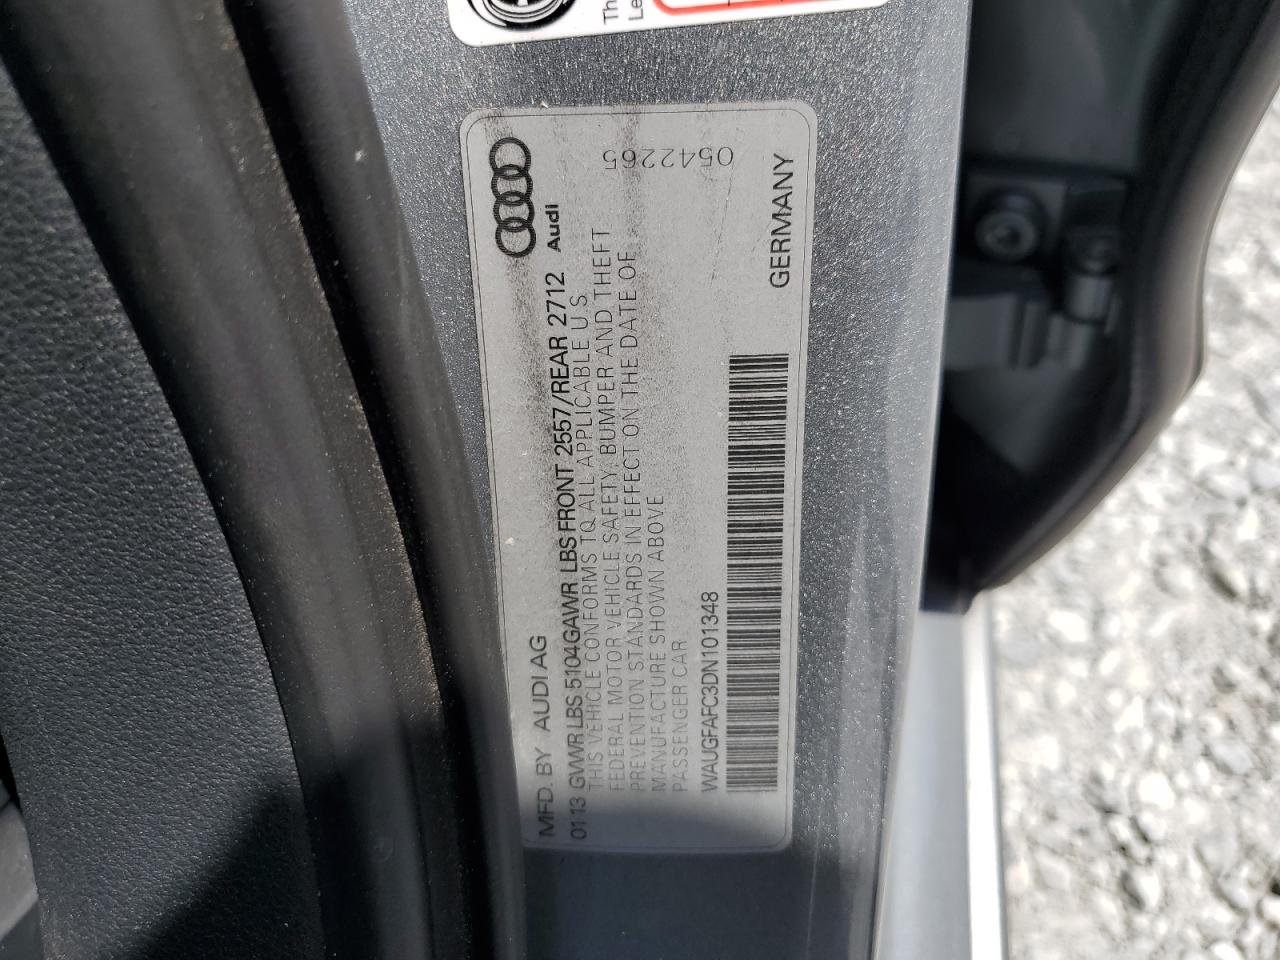 Th
Le
Audi
MFD. BY AUDI AG
01 13 GVWR LBS 5104GAWR LBS FRONT 2557/REAR 2712
THIS VEHICLE CONFORMS TO ALL APPLICABLE U.S
FEDERAL MOTOR VEHICLE SAFETY, BUMPER AND THEFT
PREVENTION STANDARDS IN EFFECT ON THE DATE OF
MANUFACTURE SHOWN ABOVE
PASSENGER CAR
WAUGFAFC3DN101348
GERMANY
0542265